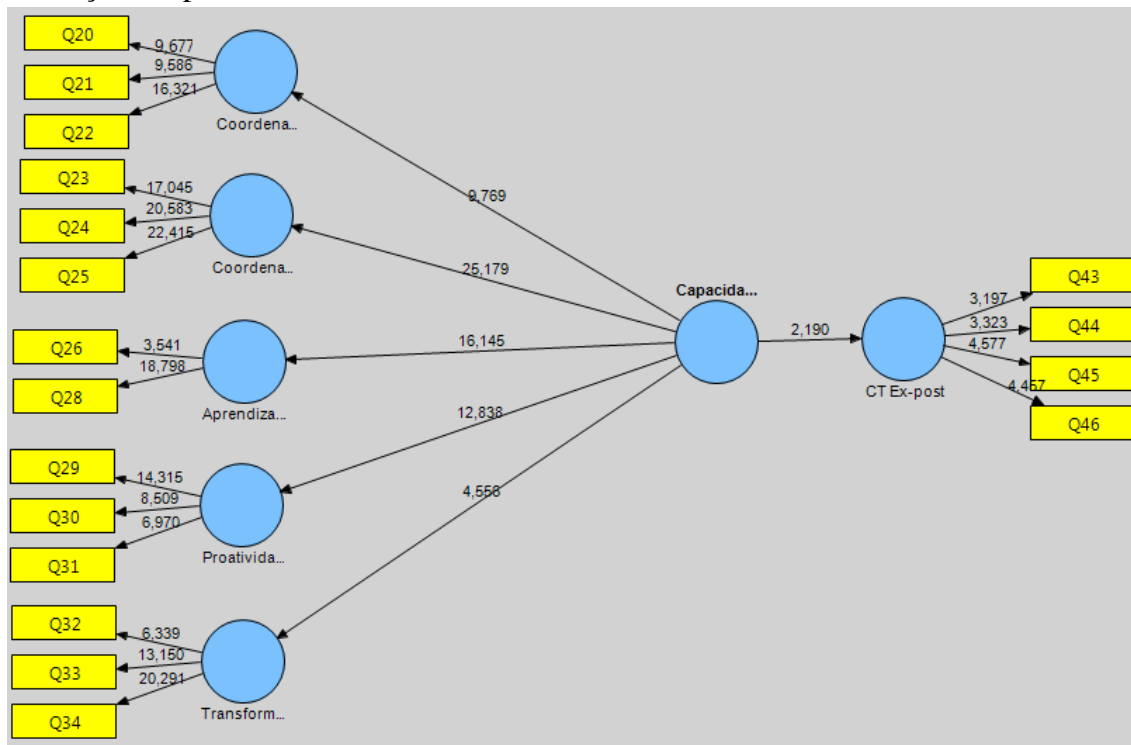 Q20
9,677
Q21
9,586
Q22
16,321
Coordena...
Q23
17,045
Q24
20,583
Q25
22,415
Coordena...
Q26
3,541
Q28
18,798
Aprendiza...
Q29
14,315
Q30
8,509
Q31
6,970
Proativida...
Q32
6,339
Q33
13,150
Q34
20,291
Transform...
9,769
25,179
16,145
12,838
4,556
Capacida...
2,190
CT Ex-post
3,197
Q43
3,323
Q44
4,577
Q45
4,457
Q46